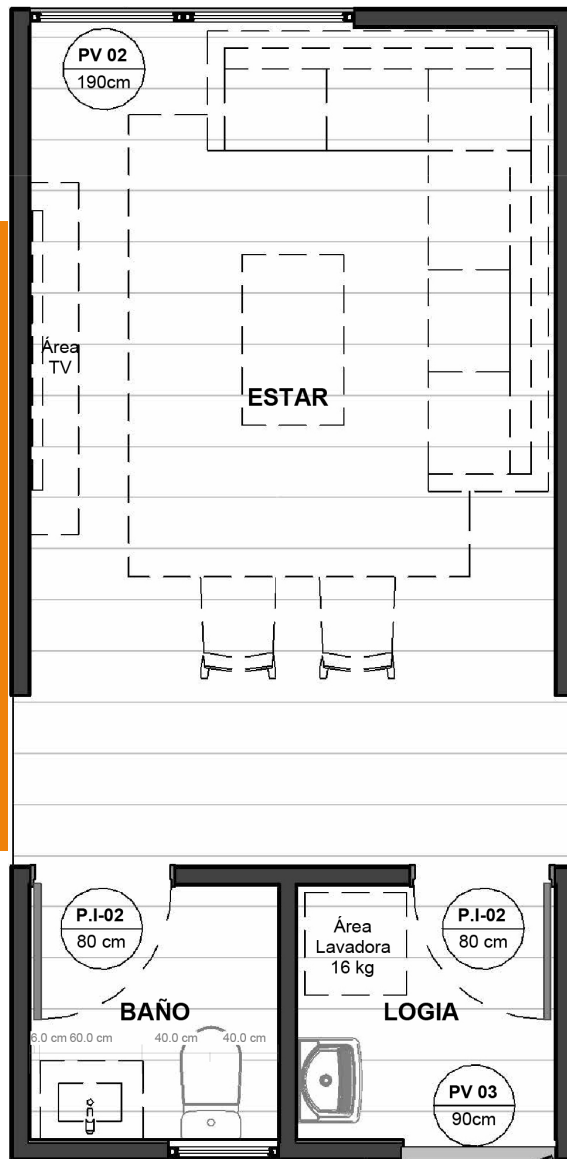 PV 02
190cm
Área
TV
ESTAR
P.I-02
80 cm
P.I-02
80 cm
Área
Lavadora
16 kg
BAÑO
LOGIA
6.0 cm 60.0 cm
40.0 cm
40.0 cm
PV 03
90cm